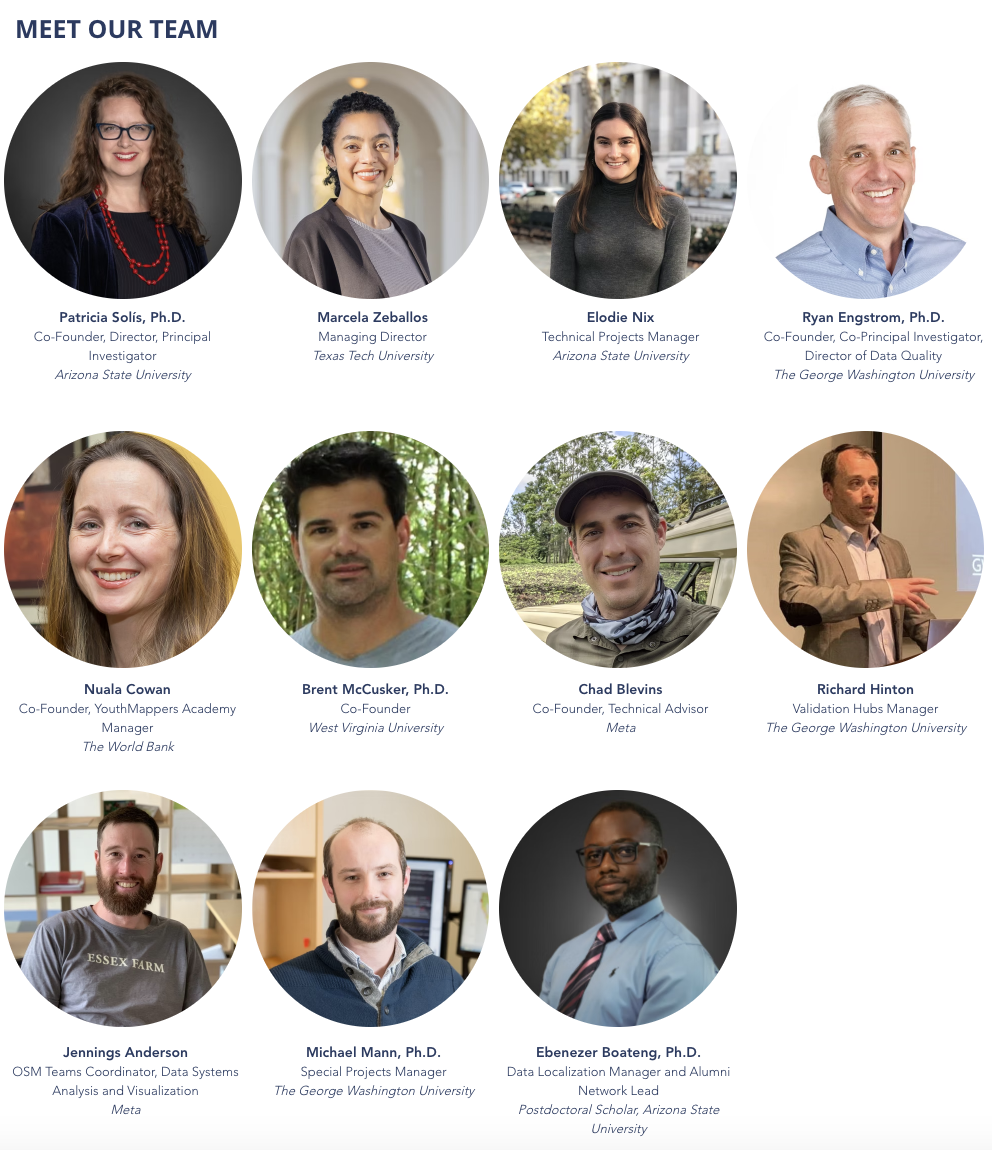 MEET OUR TEAM
Patricia Solís, Ph.D.
Co-Founder, Director, Principal
Investigator
Arizona State University
Marcela Zeballos
Managing Director
Texas Tech University
Elodie Nix
Technical Projects Manager
Arizona State University
Ryan Engstrom, Ph.D.
Co-Founder, Co-Principal Investigator,
Director of Data Quality
The George Washington University
Nuala Cowan
Co-Founder, YouthMappers Academy
Manager
The World Bank
Brent McCusker, Ph.D.
Co-Founder
West Virginia University
Chad Blevins
Co-Founder, Technical Advisor
Meta
Richard Hinton
Validation Hubs Manager
The George Washington University
ESSEX FARM
Jennings Anderson
OSM Teams Coordinator, Data Systems
Analysis and Visualization
Meta
Michael Mann, Ph.D.
Special Projects Manager
The George Washington University
Ebenezer Boateng, Ph.D.
Data Localization Manager and Alumni
Network Lead
Postdoctoral Scholar, Arizona State
University